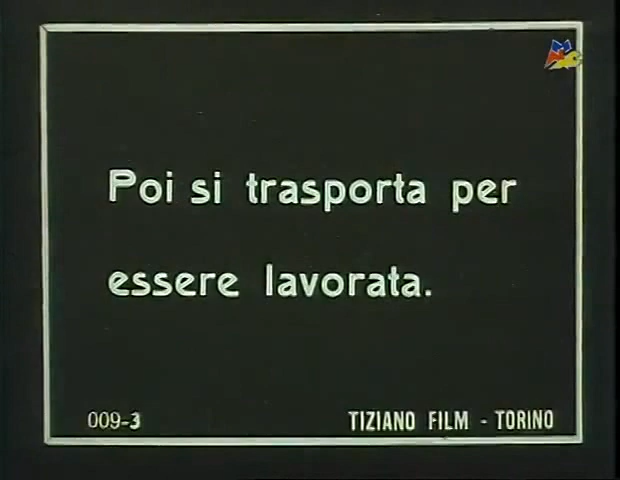 Poi si trasporta per
essere lavorata.
009-3
TIZIANO FILM - TORINO